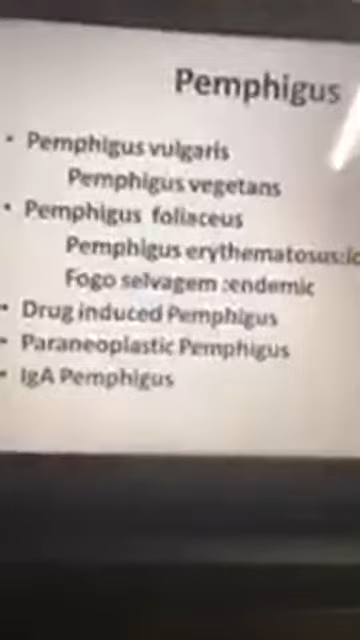 Pemphigus
• Pemphigus vulgaris
Pemphigus vegetans
• Pemphigus foliaceus
Pemphigus erythematosus:lo
Fogo selvagem :endemic
• Drug induced Pemphigus
• Paraneoplastic Pemphigus
• IgA Pemphigus